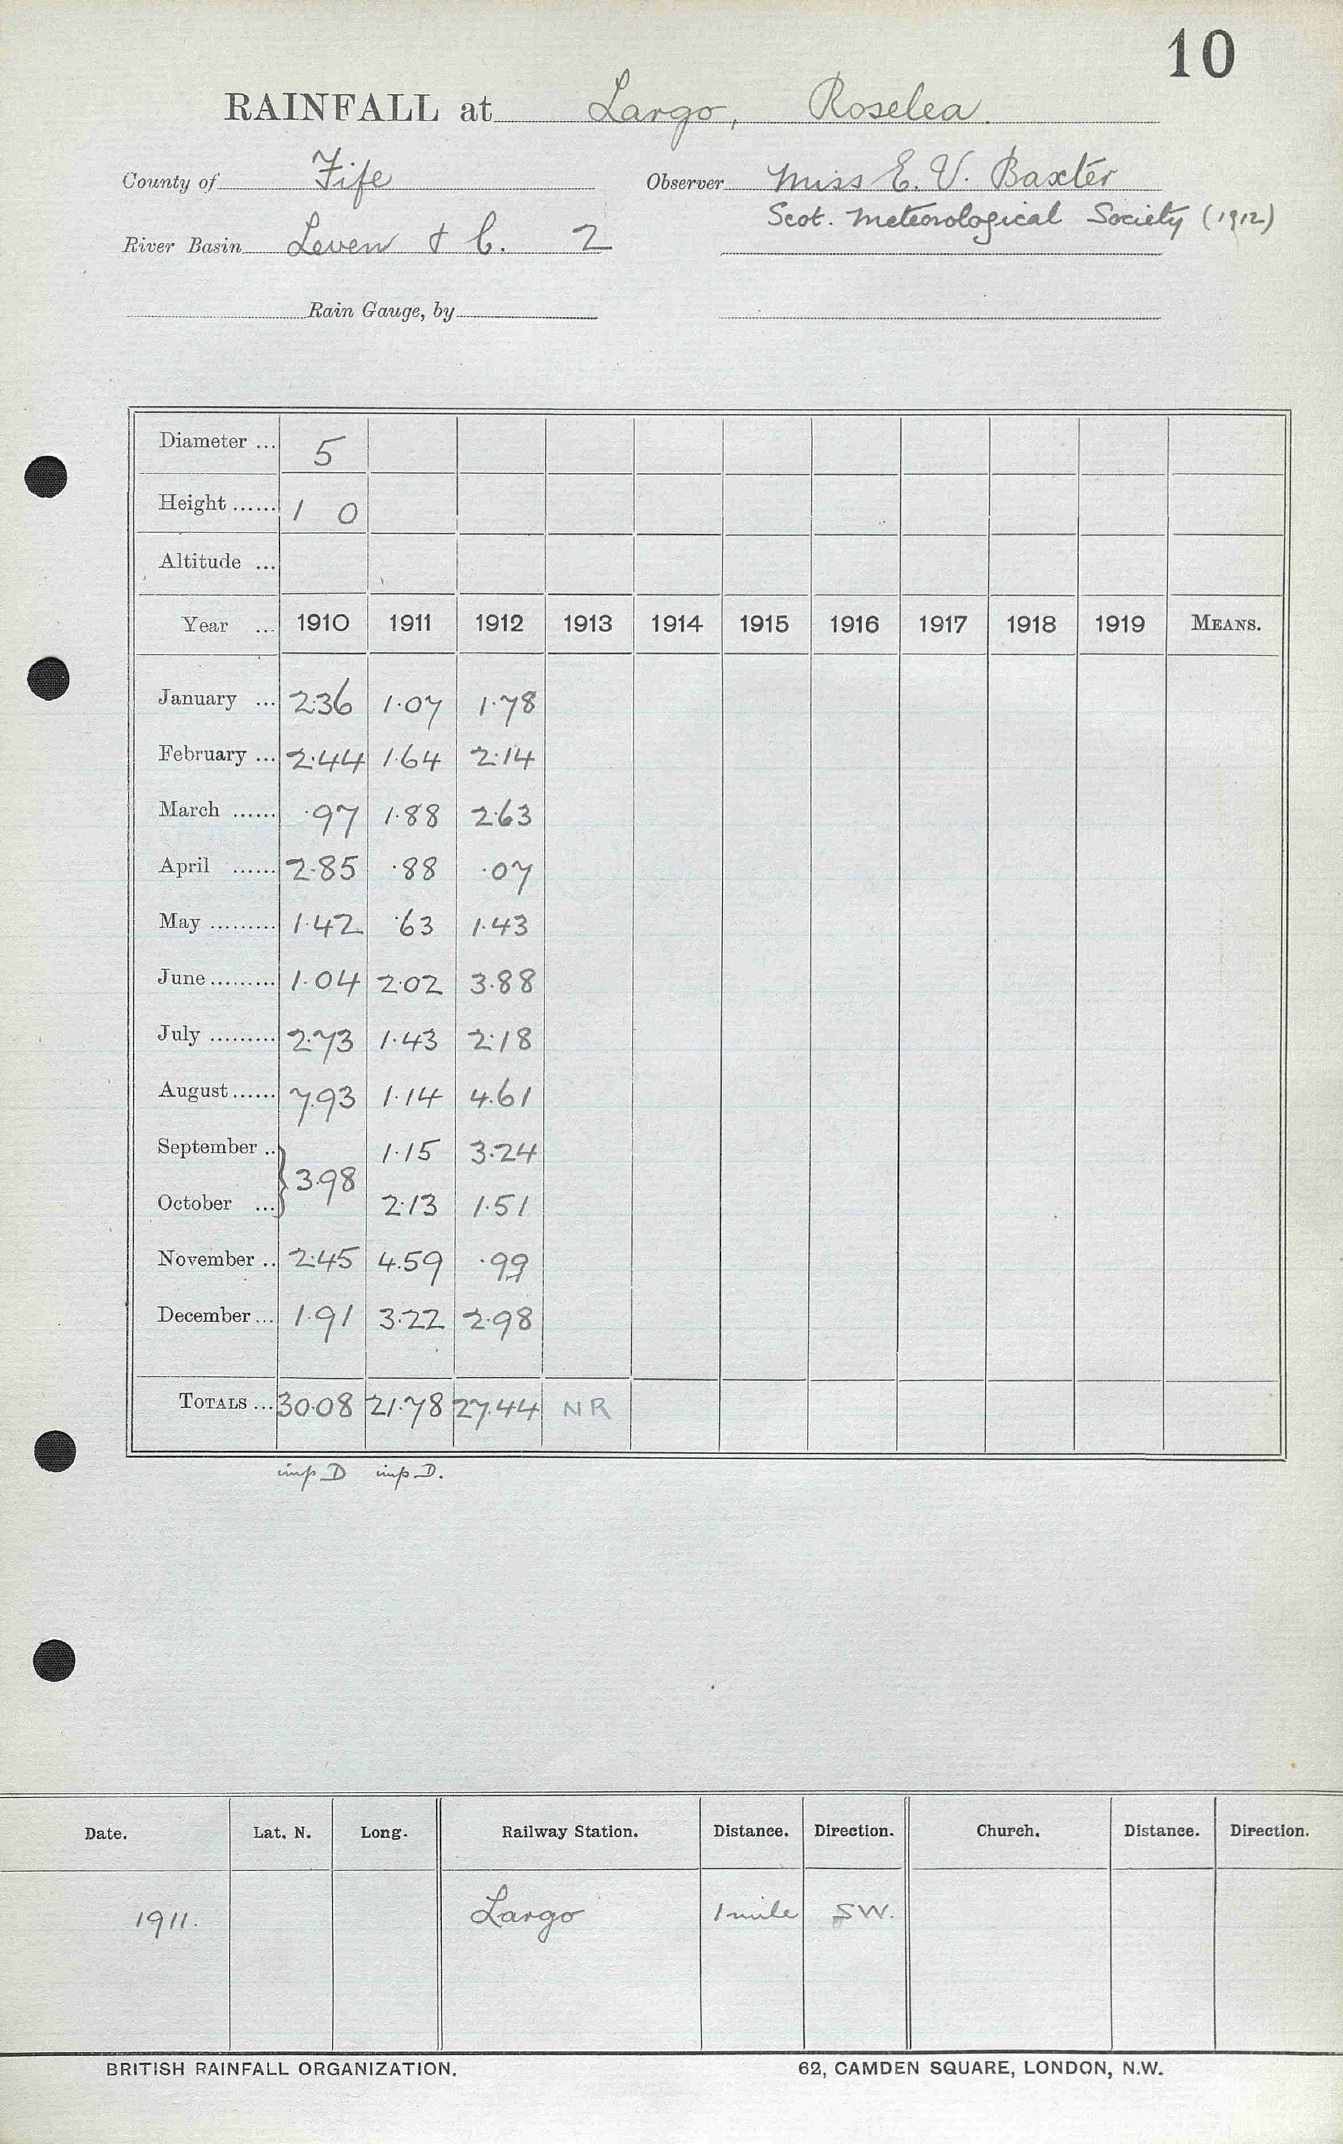 10
RAINFALL at Largo, Roselea.
County of Fife Observer Miss E. V. Baxter
Scot. Meteorological Society (1912)
River Basin Leven & C. 2
Rain Gauge, by
Diameter ... 5
Height ...... 1 0
Altitude ...
Year ... 1910 1911 1912 1913 1914 1915 1916 1917 1918 1919 MEANS.
January ... 2.36 1.07 1.78
February ... 2.44 1.64 2.14
March ...... .97 1.88 2.63
April ...... 2.85 .88 .07
May ......... 1.42 .63 1.43
June ......... 1.04 2.02 3.88
July ......... 2.73 1.43 2.18
August ...... 7.93 1.14 4.61
September .. 1.15 3.24
3.98
October ... 2.13 1.51
November .. 2.45 4.59 .99
December ... 1.91 3.22 2.98
TOTALS ... 30.08 21.78 27.44 NR
imp D imp D.
Date. Lat. N. Long. Railway Station. Distance. Direction. Church. Distance. Direction.
1911. Largo 1 mile SW.
BRITISH RAINFALL ORGANIZATION. 62, CAMDEN SQUARE, LONDON, N.W.